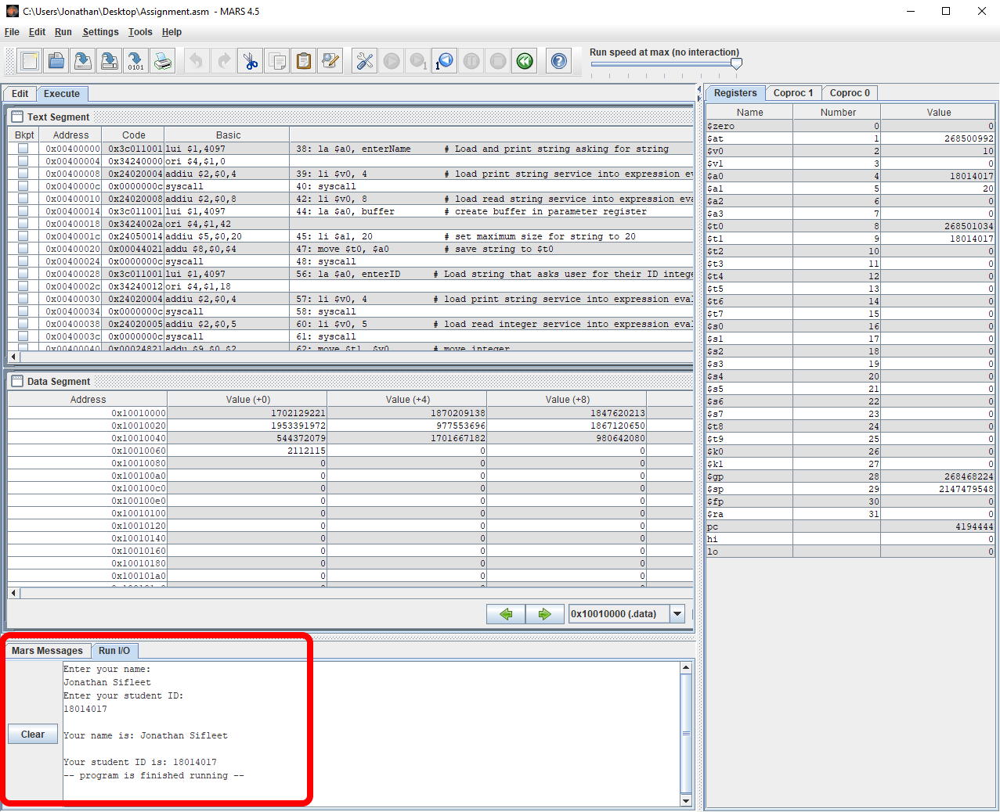 C:\Users\Jonathan\Desktop\Assignment.asm - MARS 4.5
File Edit Run Settings Tools Help
Run speed at max (no interaction)
Edit Execute
Text Segment
Bkpt Address Code Basic
0x00400000 0x3c011001 lui $1,4097 38: la $a0, enterName # Load and print string asking for string
0x00400004 0x34240000 ori $4,$1,0
0x00400008 0x24020004 addiu $2,$0,4 39: li $v0, 4 # load print string service into expression eva
0x0040000c 0x0000000c syscall 40: syscall
0x00400010 0x24020008 addiu $2,$0,8 42: li $v0, 8 # load read string service into expression eva
0x00400014 0x3c011001 lui $1,4097 44: la $a0, buffer # create buffer in parameter register
0x00400018 0x3424002a ori $4,$1,42
0x0040001c 0x24050014 addiu $5,$0,20 45: li $a1, 20 # set maximum size for string to 20
0x00400020 0x00044021 addu $8,$0,$4 47: move $t0, $a0 # save string to $t0
0x00400024 0x0000000c syscall 48: syscall
0x00400028 0x3c011001 lui $1,4097 56: la $a0, enterID # Load string that asks user for their ID intege
0x0040002c 0x34240012 ori $4,$1,18
0x00400030 0x24020004 addiu $2,$0,4 57: li $v0, 4 # load print string service into expression eval
0x00400034 0x0000000c syscall 58: syscall
0x00400038 0x24020005 addiu $2,$0,5 60: li $v0, 5 # load read integer service into expression eval
0x0040003c 0x0000000c syscall 61: syscall
0x00400040 0x00024821 addu $9,$0,$2 62: move $t1, $v0 # move integer
Data Segment
Address Value (+0) Value (+4) Value (+8)
0x10010000 1702129221 1870209138 1847620213
0x10010020 1953391972 977553696 1867120650
0x10010040 544372079 1701667182 980642080
0x10010060 2112115 0 0
0x10010080 0 0 0
0x100100a0 0 0 0
0x100100c0 0 0 0
0x100100e0 0 0 0
0x10010100 0 0 0
0x10010120 0 0 0
0x10010140 0 0 0
0x10010160 0 0 0
0x10010180 0 0 0
0x100101a0 0 0 0
0x10010000 (.data)
Mars Messages Run I/O
Clear
Enter your name:
Jonathan Sifleet
Enter your student ID:
18014017
Your name is: Jonathan Sifleet
Your student ID is: 18014017
-- program is finished running --
Registers Coproc 1 Coproc 0
Name Number Value
$zero 0 0
$at 1 268500992
$v0 2 10
$v1 3 0
$a0 4 18014017
$a1 5 20
$a2 6 0
$a3 7 0
$t0 8 268501034
$t1 9 18014017
$t2 10 0
$t3 11 0
$t4 12 0
$t5 13 0
$t6 14 0
$t7 15 0
$s0 16 0
$s1 17 0
$s2 18 0
$s3 19 0
$s4 20 0
$s5 21 0
$s6 22 0
$s7 23 0
$t8 24 0
$t9 25 0
$k0 26 0
$k1 27 0
$gp 28 268468224
$sp 29 2147479548
$fp 30 0
$ra 31 0
pc 4194444
hi 0
lo 0